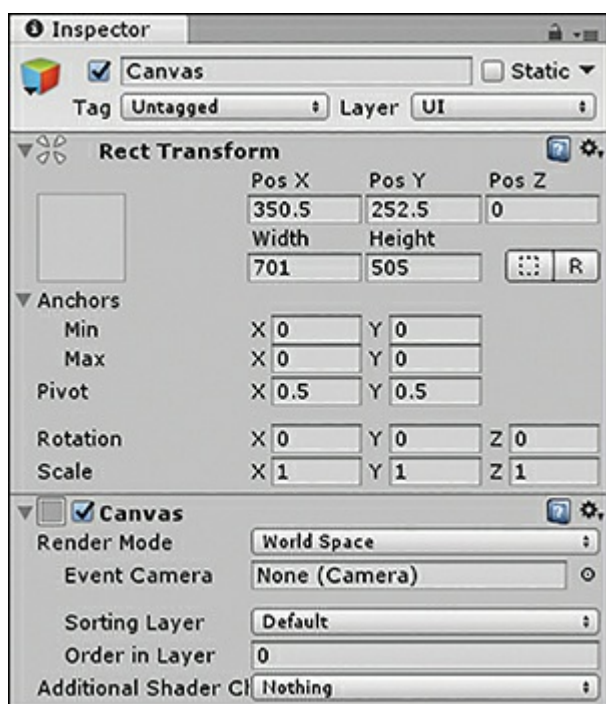 Inspector
Canvas Static
Tag Untagged Layer UI
Rect Transform
Pos X Pos Y Pos Z
350.5 252.5 0
Width Height
701 505 R
Anchors
Min X 0 Y 0
Max X 0 Y 0
Pivot X 0.5 Y 0.5
Rotation X 0 Y 0 Z 0
Scale X 1 Y 1 Z 1
Canvas
Render Mode World Space
Event Camera None (Camera)
Sorting Layer Default
Order in Layer 0
Additional Shader Cl Nothing